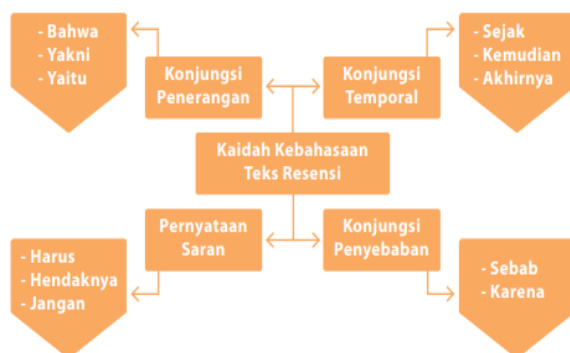 - Bahwa
- Yakni
- Yaitu
Konjungsi
Penerangan
Konjungsi
Temporal
- Sejak
- Kemudian
- Akhirnya
Kaidah Kebahasaan
Teks Resensi
- Harus
- Hendaknya
- Jangan
Pernyataan
Saran
Konjungsi
Penyebaban
- Sebab
- Karena